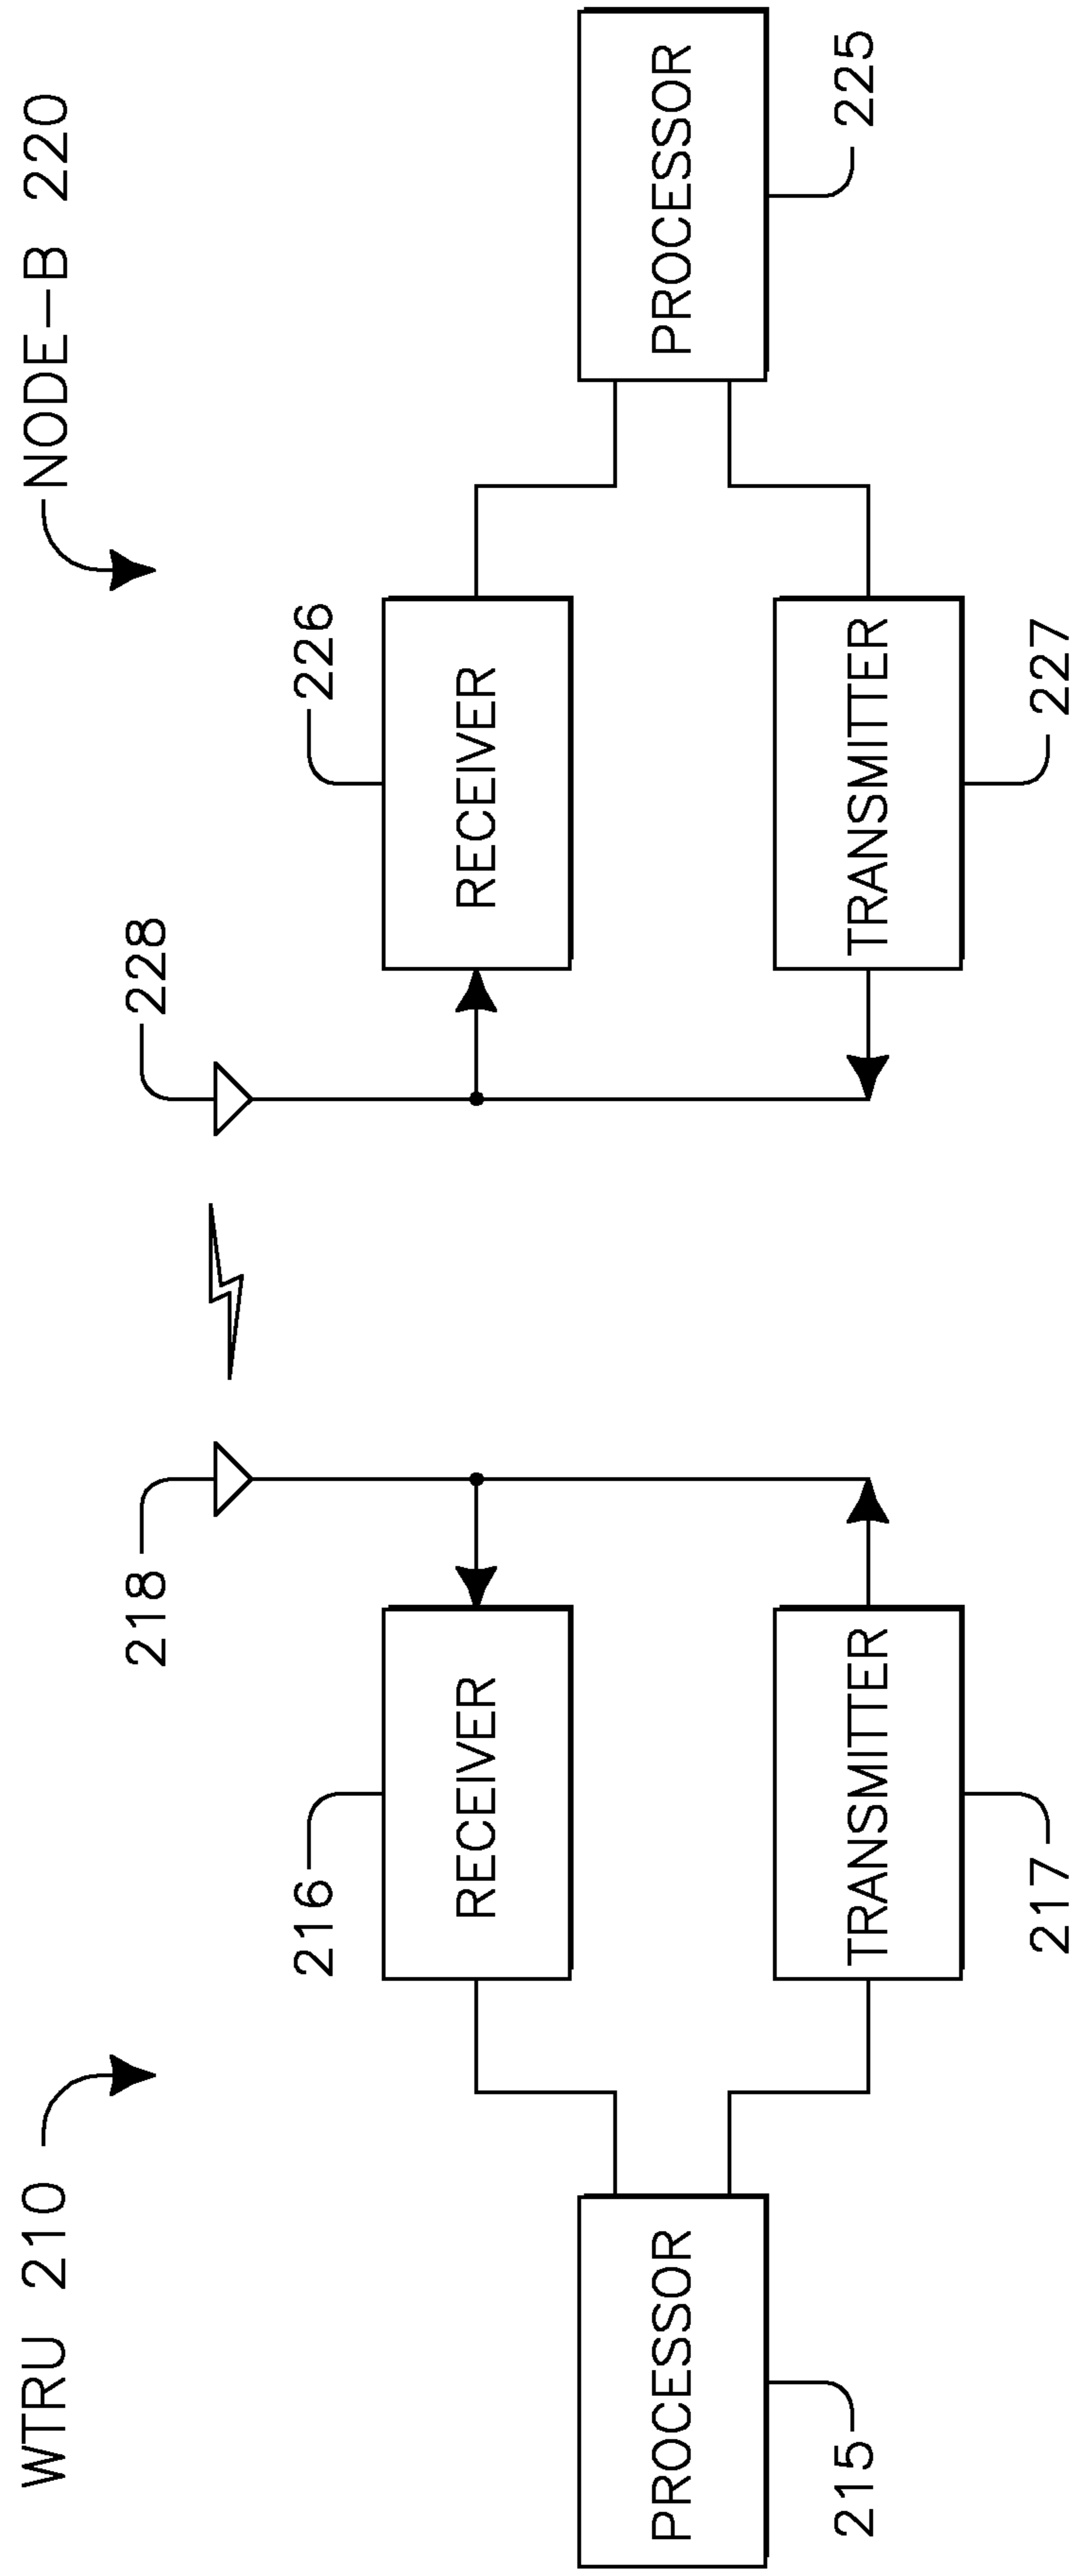 WTRU 210
NODE-B 220
218
228
216
226
RECEIVER
RECEIVER
PROCESSOR
PROCESSOR
215
225
TRANSMITTER
TRANSMITTER
217
227